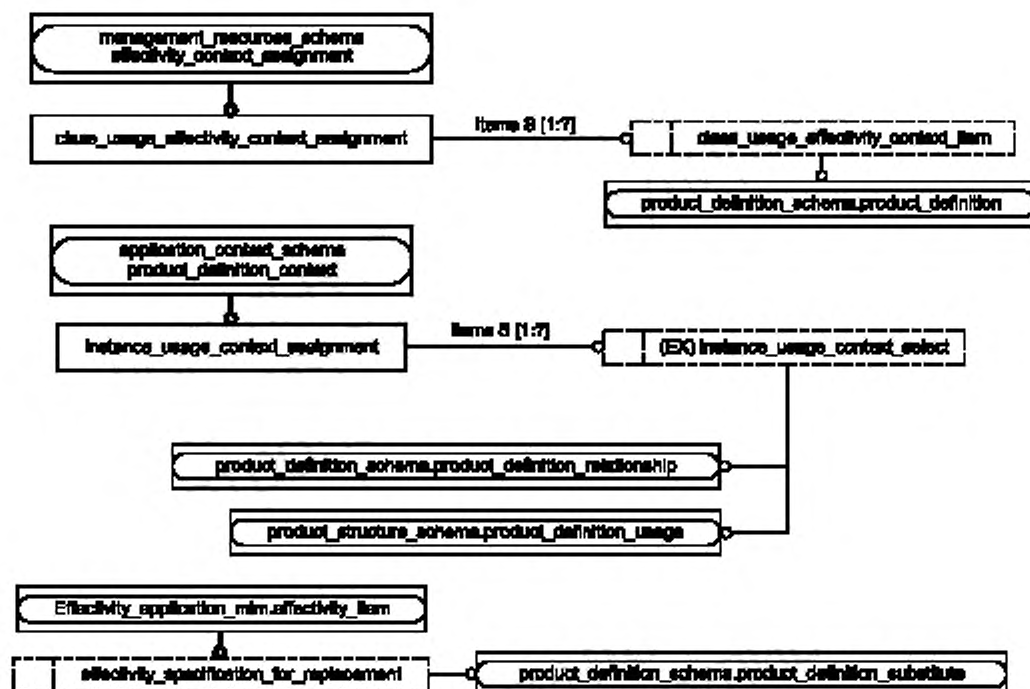 management_resources_schema
effectivity_context_assignment
class_usage_effectivity_context_assignment
items S [1:?]
class_usage_effectivity_context_item
product_definition_schema.product_definition
application_context_schema
product_definition_context
instance_usage_context_assignment
items S [1:?]
(EX) instance_usage_context_select
product_definition_schema.product_definition_relationship
product_structure_schema.product_definition_usage
Effectivity_application_mim.effectivity_item
effectivity_specification_for_replacement
product_definition_schema.product_definition_substitute